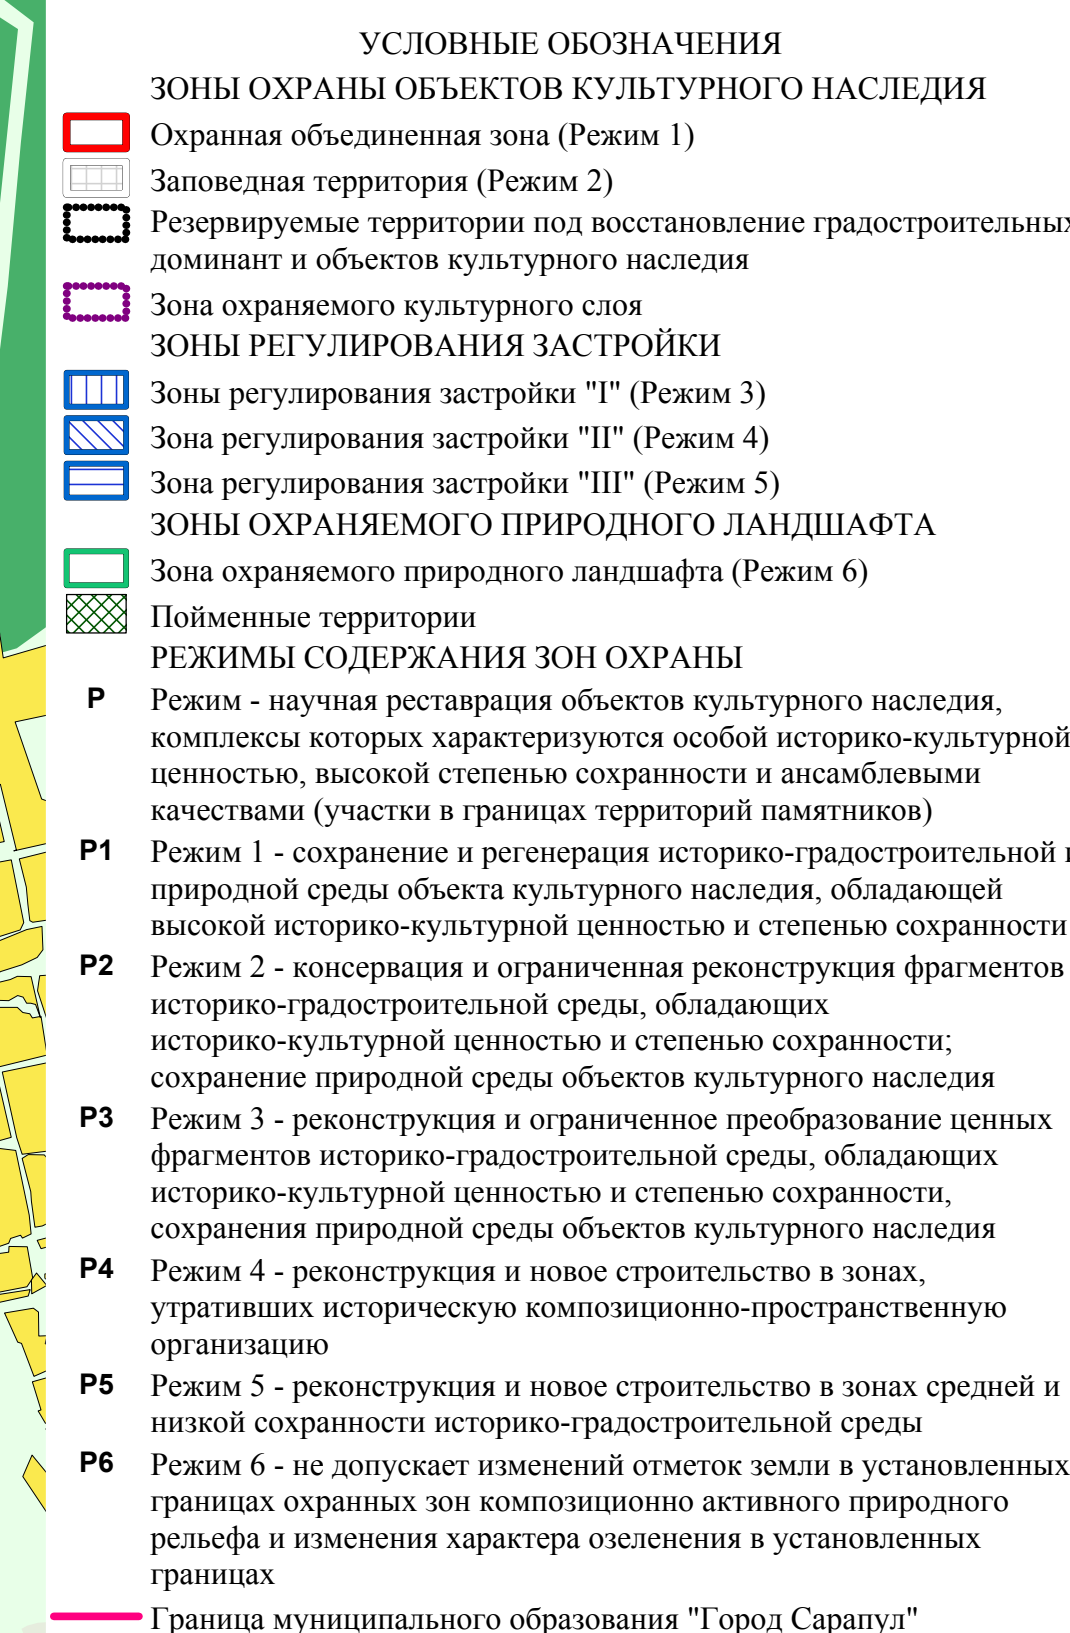 УСЛОВНЫЕ ОБОЗНАЧЕНИЯ
ЗОНЫ ОХРАНЫ ОБЪЕКТОВ КУЛЬТУРНОГО НАСЛЕДИЯ
Охранная объединенная зона (Режим 1)
Заповедная территория (Режим 2)
Резервируемые территории под восстановление градостроительных
доминант и объектов культурного наследия
Зона охраняемого культурного слоя
ЗОНЫ РЕГУЛИРОВАНИЯ ЗАСТРОЙКИ
Зоны регулирования застройки "I" (Режим 3)
Зона регулирования застройки "II" (Режим 4)
Зона регулирования застройки "III" (Режим 5)
ЗОНЫ ОХРАНЯЕМОГО ПРИРОДНОГО ЛАНДШАФТА
Зона охраняемого природного ландшафта (Режим 6)
Пойменные территории
РЕЖИМЫ СОДЕРЖАНИЯ ЗОН ОХРАНЫ
Р Режим - научная реставрация объектов культурного наследия,
комплексы которых характеризуются особой историко-культурной
ценностью, высокой степенью сохранности и ансамблевыми
качествами (участки в границах территорий памятников)
Р1 Режим 1 - сохранение и регенерация историко-градостроительной и
природной среды объекта культурного наследия, обладающей
высокой историко-культурной ценностью и степенью сохранности
Р2 Режим 2 - консервация и ограниченная реконструкция фрагментов
историко-градостроительной среды, обладающих
историко-культурной ценностью и степенью сохранности;
сохранение природной среды объектов культурного наследия
Р3 Режим 3 - реконструкция и ограниченное преобразование ценных
фрагментов историко-градостроительной среды, обладающих
историко-культурной ценностью и степенью сохранности,
сохранения природной среды объектов культурного наследия
Р4 Режим 4 - реконструкция и новое строительство в зонах,
утративших историческую композиционно-пространственную
организацию
Р5 Режим 5 - реконструкция и новое строительство в зонах средней и
низкой сохранности историко-градостроительной среды
Р6 Режим 6 - не допускает изменений отметок земли в установленных
границах охранных зон композиционно активного природного
рельефа и изменения характера озеленения в установленных
границах
Граница муниципального образования "Город Сарапул"